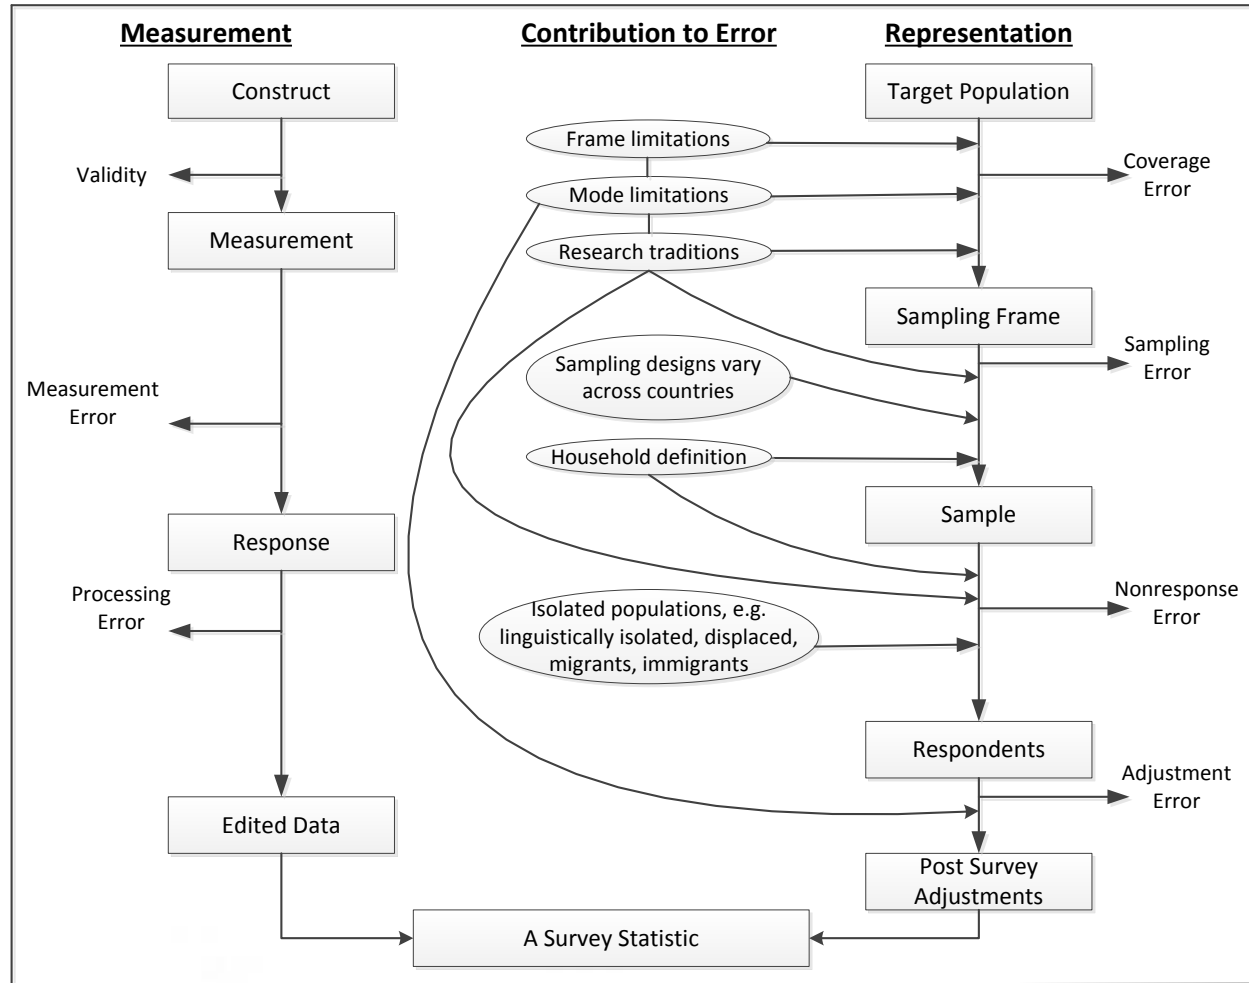 Measurement
Contribution to Error
Representation
Construct
Target Population
Frame limitations
Validity
Coverage
Error
Mode limitations
Measurement
Research traditions
Sampling Frame
Sampling designs vary
across countries
Sampling
Error
Measurement
Error
Household definition
Sample
Response
Processing
Error
Isolated populations, e.g.
linguistically isolated, displaced,
migrants, immigrants
Nonresponse
Error
Respondents
Adjustment
Error
Edited Data
Post Survey
Adjustments
A Survey Statistic